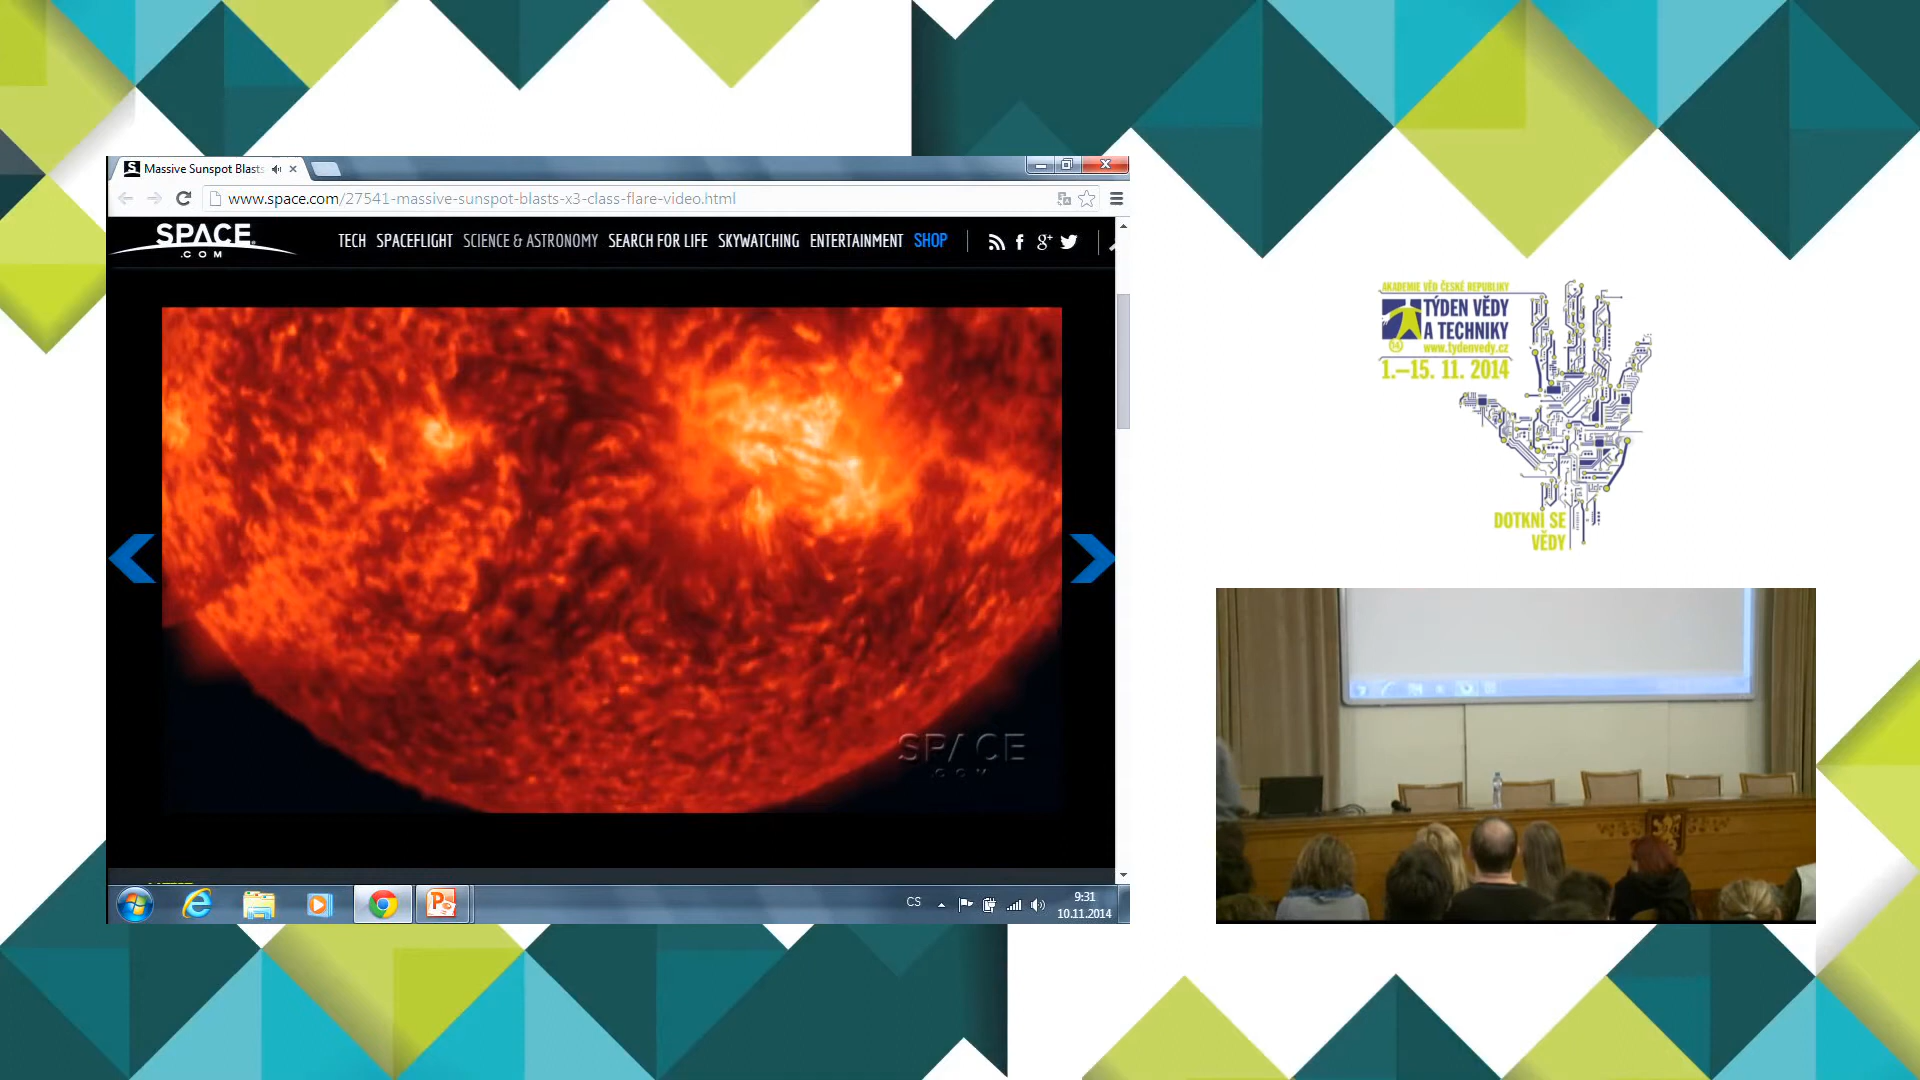 Massive Sunspot Blasts
www.space.com/27541-massive-sunspot-blasts-x3-class-flare-video.html
SPACE
.COM
TECH SPACEFLIGHT SCIENCE & ASTRONOMY SEARCH FOR LIFE SKYWATCHING ENTERTAINMENT SHOP
SPACE
.COM
CS
9:31
10.11.2014
AKADEMIE VĚD ČESKÉ REPUBLIKY
TÝDEN VĚDY
A TECHNIKY
www.tydenvedy.cz
1.–15. 11. 2014
DOTKNI SE
VĚDY